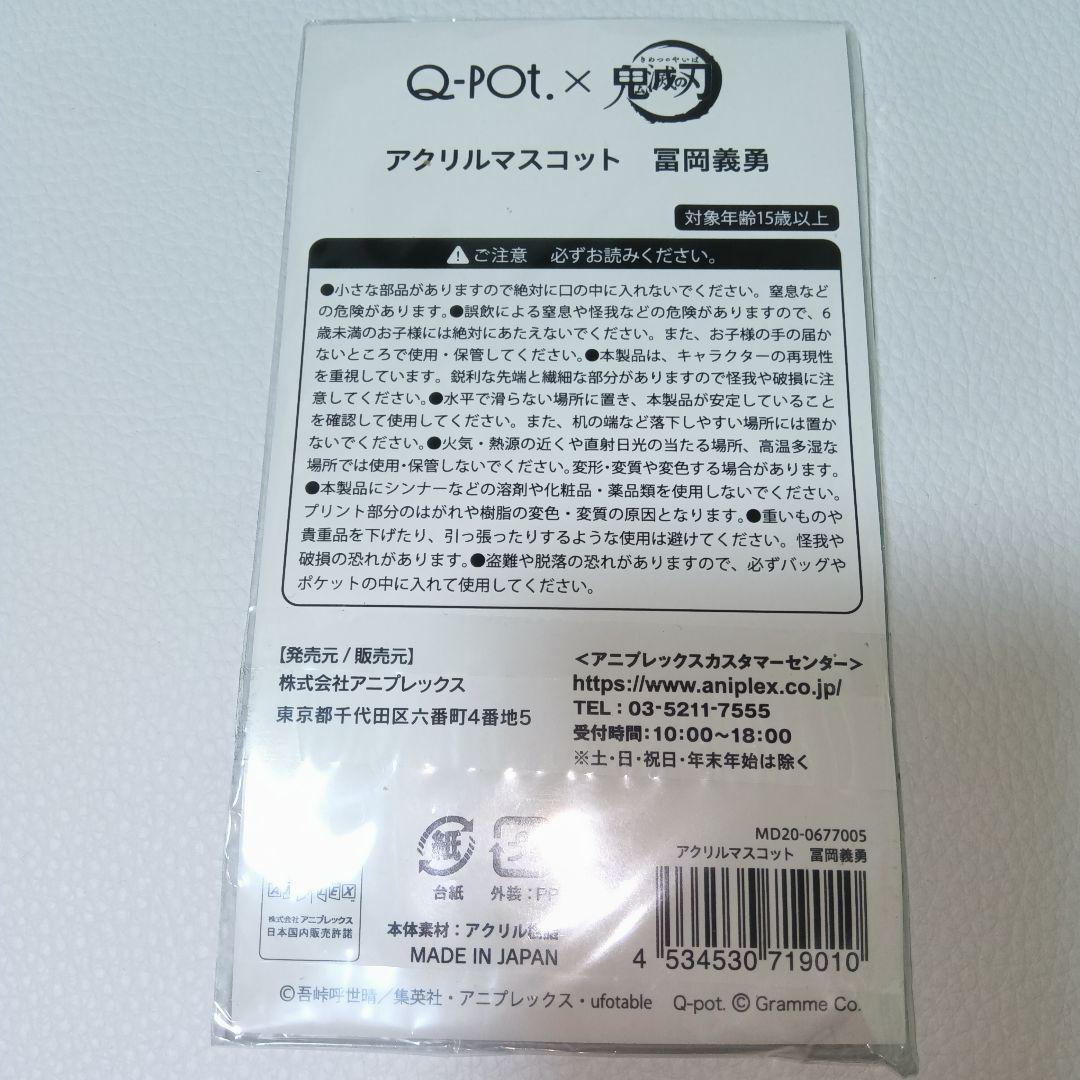 Q-pot. × 鬼滅の刃
きめつのやいば
アクリルマスコット 冨岡義勇
対象年齢15歳以上
ご注意 必ずお読みください。
●小さな部品がありますので絶対に口の中に入れないでください。窒息など
の危険があります。●誤飲による窒息や怪我などの危険がありますので、6
歳未満のお子様には絶対にあたえないでください。また、お子様の手の届か
ないところで使用・保管してください。●本製品は、キャラクターの再現性
を重視しています。鋭利な先端と繊細な部分がありますので怪我や破損に注
意してください。●水平で滑らない場所に置き、本製品が安定していること
を確認して使用してください。また、机の端など落下しやすい場所には置か
ないでください。●火気・熱源の近くや直射日光の当たる場所、高温多湿な
場所では使用・保管しないでください。変形・変質や変色する場合があります。
●本製品にシンナーなどの溶剤や化粧品・薬品類を使用しないでください。
プリント部分のはがれや樹脂の変色・変質の原因となります。●重いものや
貴重品を下げたり、引っ張ったりするような使用は避けてください。怪我や
破損の恐れがあります。●盗難や脱落の恐れがありますので、必ずバッグや
ポケットの中に入れて使用してください。
【発売元/販売元】
株式会社アニプレックス
東京都千代田区六番町4番地5
<アニプレックスカスタマーセンター>
https://www.aniplex.co.jp/
TEL:03-5211-7555
受付時間:10:00～18:00
※土・日・祝日・年末年始は除く
紙
台紙
外装:PP
MD20-0677005
アクリルマスコット 冨岡義勇
株式会社アニプレックス
日本国内販売許諾
本体素材:アクリル樹脂
MADE IN JAPAN
4 534530 719010
©吾峠呼世晴／集英社・アニプレックス・ufotable Q-pot. © Gramme Co.